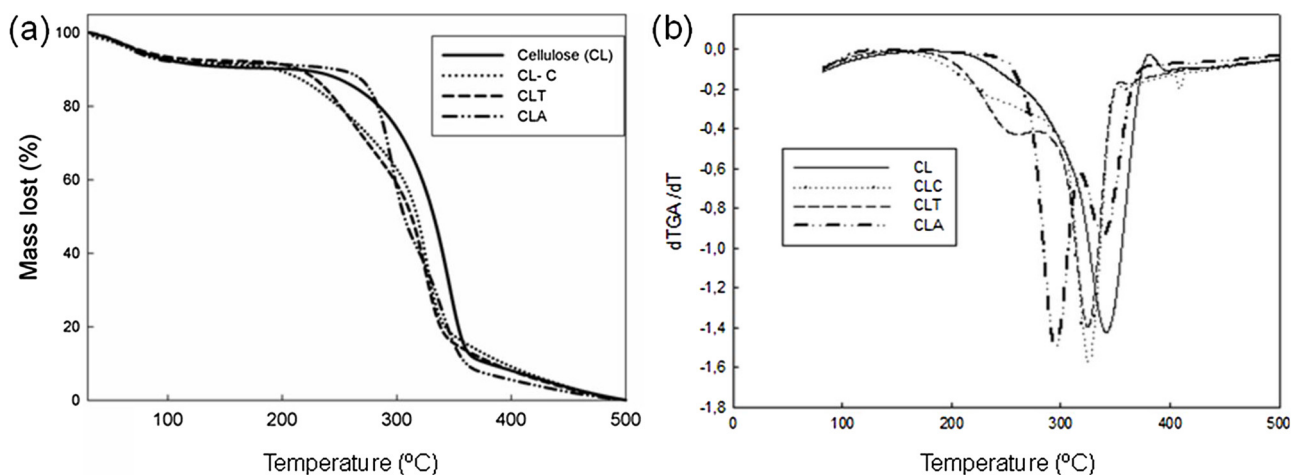 (a)
Mass lost (%)
100
80
60
40
20
0
Cellulose (CL)
CL- C
CLT
CLA
100
200
300
400
500
Temperature (ºC)
(b)
dTGA/dT
0,0
-0,2
-0,4
-0,6
-0,8
-1,0
-1,2
-1,4
-1,6
-1,8
CL
CLC
CLT
CLA
0
100
200
300
400
500
Temperature (ºC)